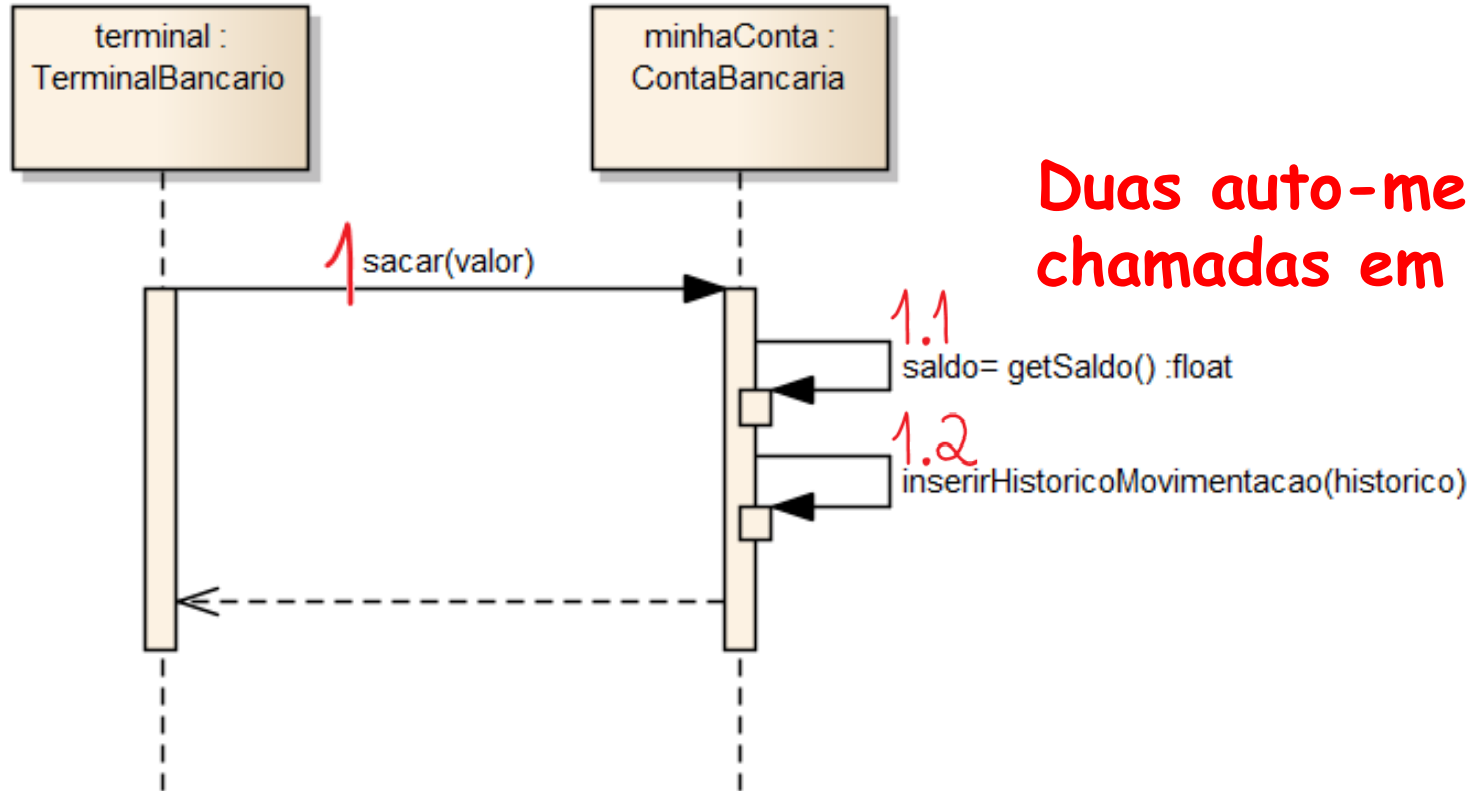 terminal :
TerminalBancario
minhaConta :
ContaBancaria
Duas auto-me
chamadas em
1 sacar(valor)
1.1
saldo= getSaldo() :float
1.2
inserirHistoricoMovimentacao(historico)